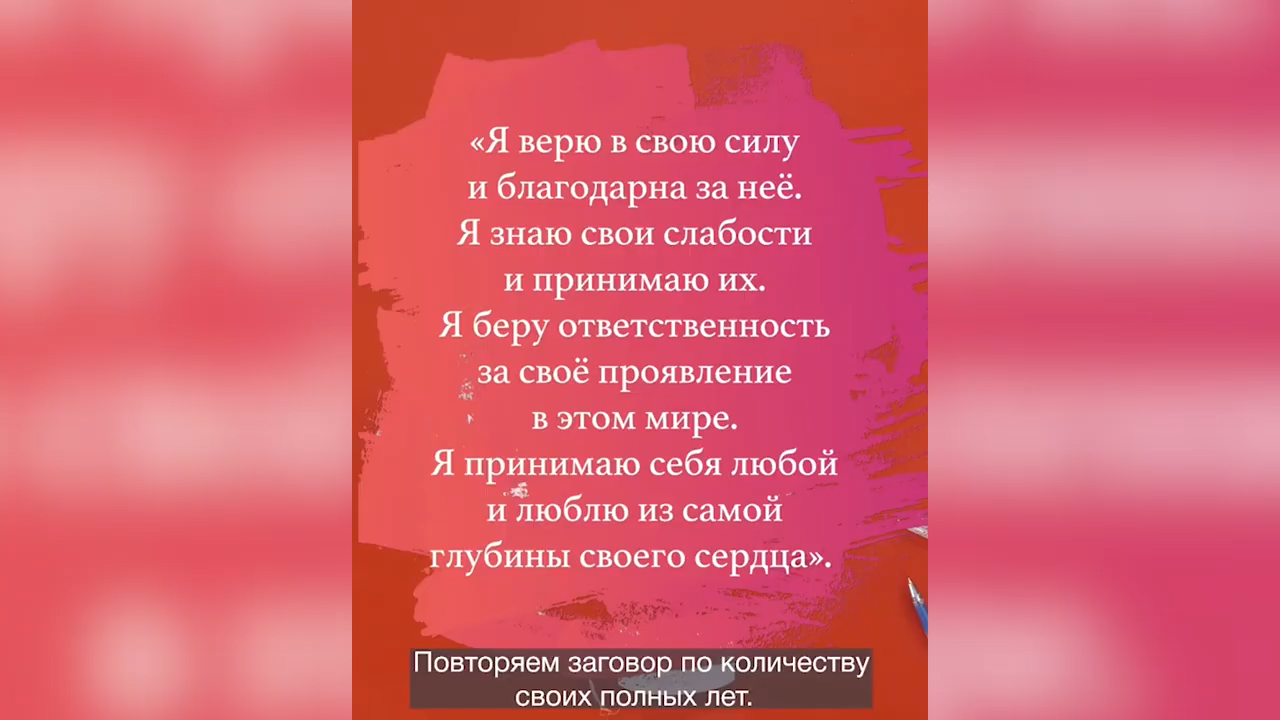 «Я верю в свою силу
и благодарна за неё.
Я знаю свои слабости
и принимаю их.
Я беру ответственность
за своё проявление
в этом мире.
Я принимаю себя любой
и люблю из самой
глубины своего сердца».
Повторяем заговор по количеству
своих полных лет.